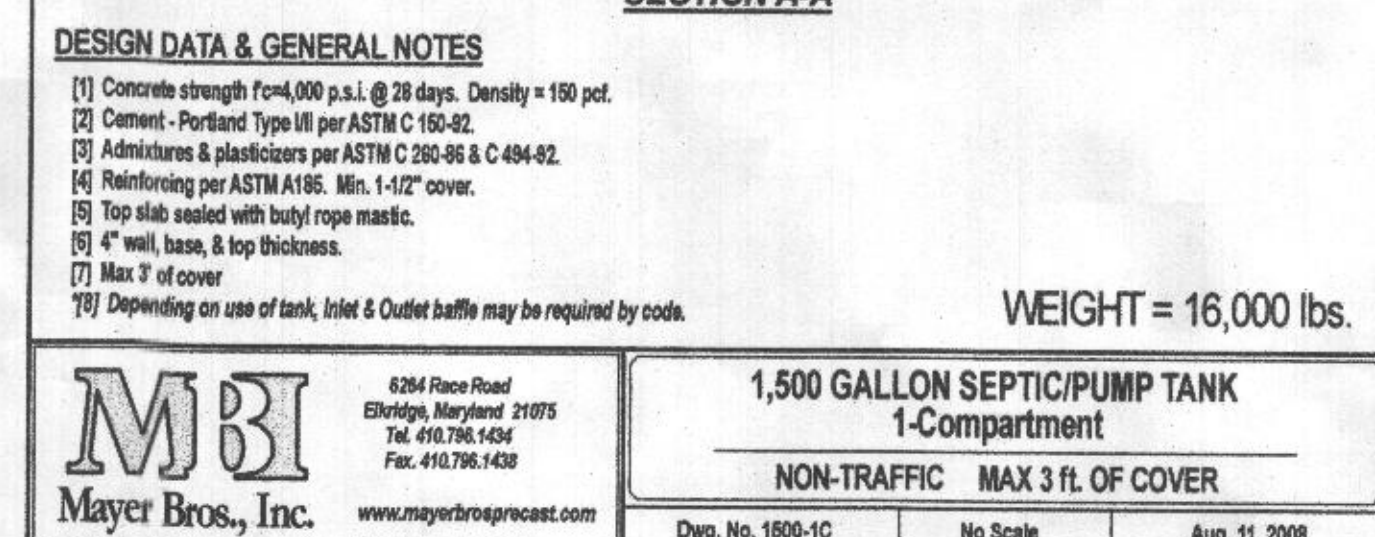 SECTION A-A
DESIGN DATA & GENERAL NOTES
[1] Concrete strength f'c=4,000 p.s.i. @ 28 days. Density = 150 pcf.
[2] Cement - Portland Type I/II per ASTM C 150-92.
[3] Admixtures & plasticizers per ASTM C 260-86 & C 494-92.
[4] Reinforcing per ASTM A185. Min. 1-1/2" cover.
[5] Top slab sealed with butyl rope mastic.
[6] 4" wall, base, & top thickness.
[7] Max 3' of cover
*[8] Depending on use of tank, Inlet & Outlet baffle may be required by code.
WEIGHT = 16,000 lbs.
MBI
Mayer Bros., Inc.
6264 Race Road
Elkridge, Maryland 21075
Tel. 410.796.1434
Fax. 410.796.1438
www.mayerbrosprecast.com
1,500 GALLON SEPTIC/PUMP TANK
1-Compartment
NON-TRAFFIC MAX 3 ft. OF COVER
Dwg. No. 1500-1C
No Scale
Aug. 11, 2008